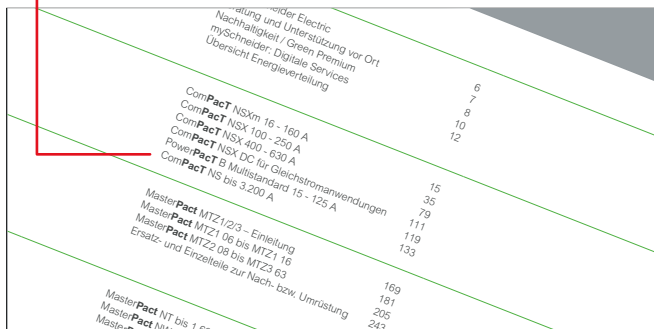 Electric 6
und Unterstützung vor Ort 7
Nachhaltigkeit / Green Premium 8
mySchneider: Digitale Services 10
Übersicht Energieverteilung 12
ComPacT NSXm 16 - 160 A 15
ComPacT NSX 100 - 250 A 35
ComPacT NSX 400 - 630 A 79
ComPacT NSX DC für Gleichstromanwendungen 111
PowerPacT B Multistandard 15 - 125 A 119
ComPacT NS bis 3.200 A 133
MasterPact MTZ1/2/3 – Einleitung 169
MasterPact MTZ1 06 bis MTZ1 16 181
MasterPact MTZ2 08 bis MTZ3 63 205
Ersatz- und Einzelteile zur Nach- bzw. Umrüstung 243
MasterPact NT bis
MasterPact